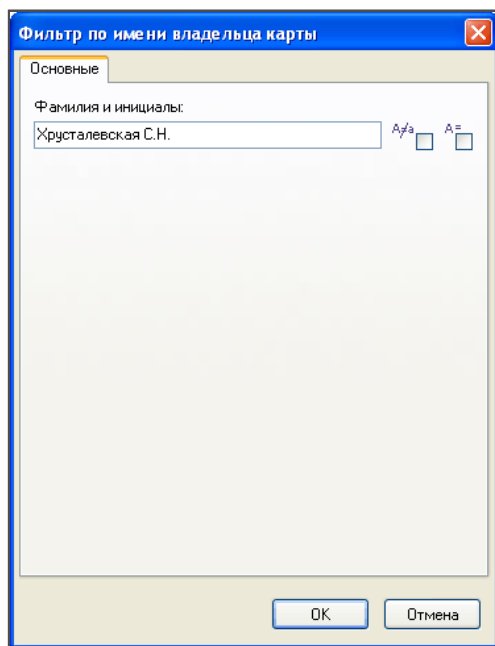 Фильтр по имени владельца карты
Основные
Фамилия и инициалы:
Хрусталевская С.Н. A≠a A=
OK Отмена